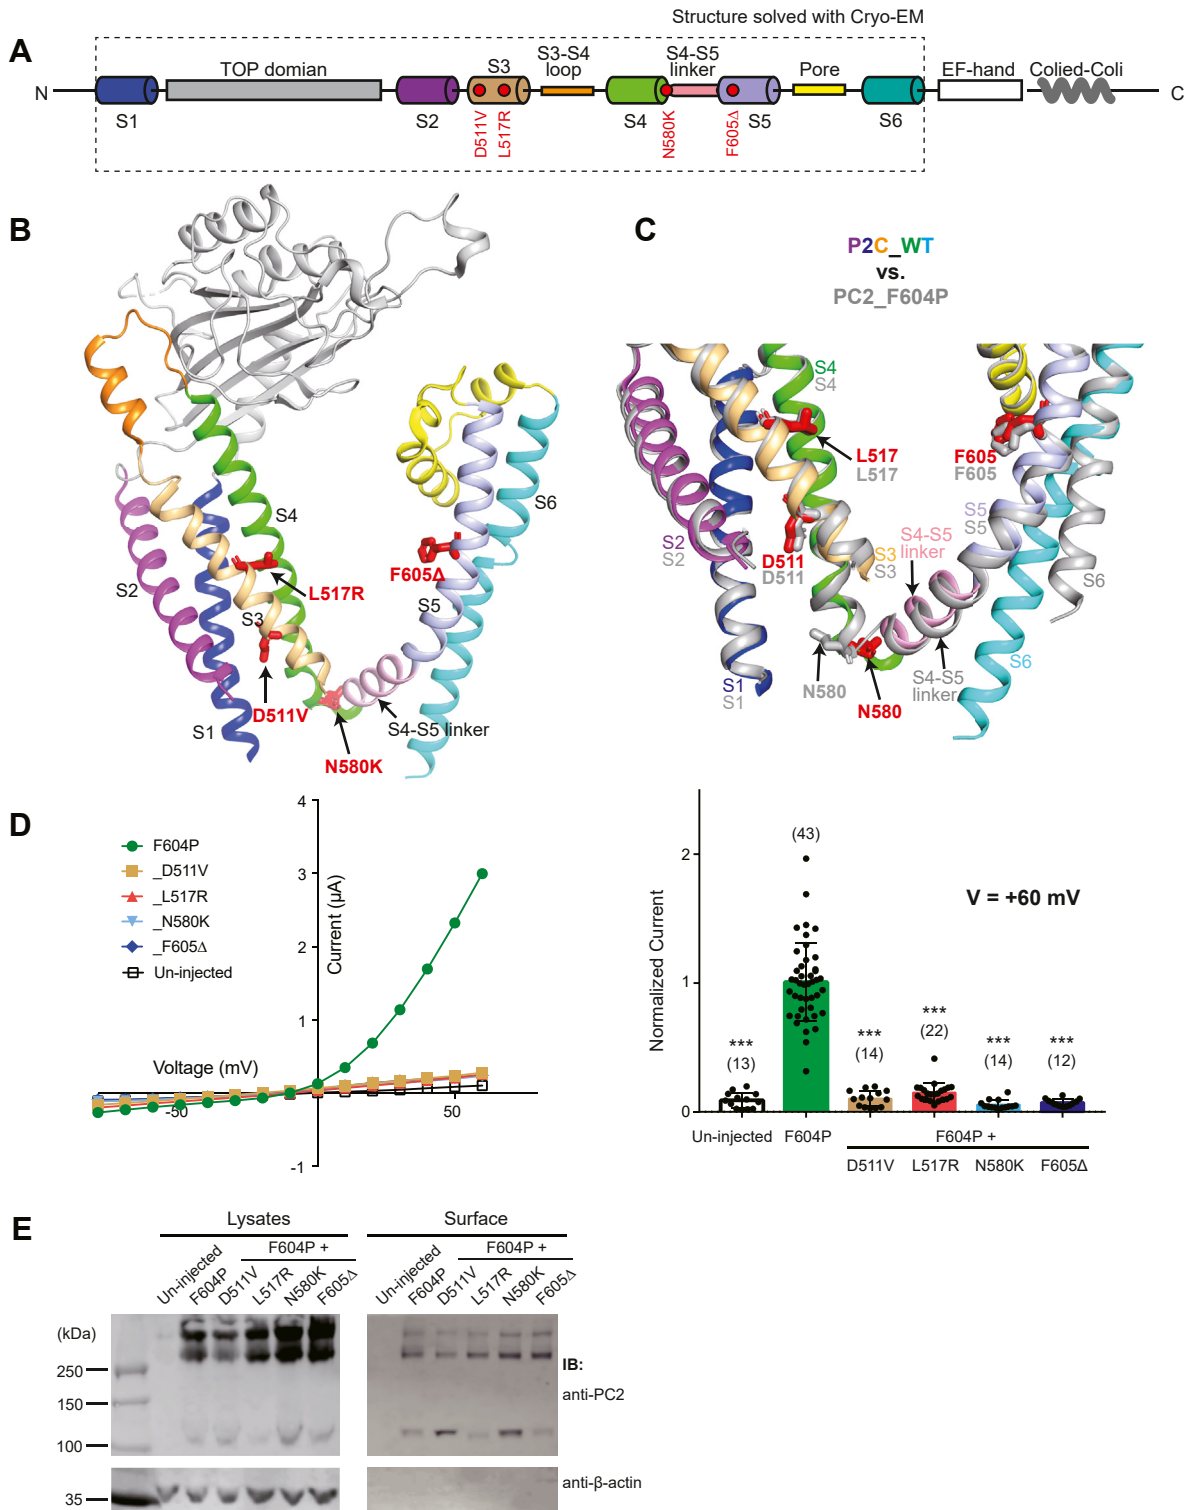 Structure solved with Cryo-EM
A
N
S1
TOP domian
S2
S3
D511V
L517R
S3-S4
loop
S4
S4-S5
linker
N580K
F605Δ
S5
Pore
S6
EF-hand
Colied-Coli
C
B
S4
S6
S2
F605Δ
L517R
S3
S5
D511V
S1
S4-S5 linker
N580K
C
P2C_WT
vs.
PC2_F604P
S4
S4
L517
L517
F605
F605
S2
S2
D511
D511
S3
S3
S4-S5
linker
S5
S5
S6
S1
S1
N580
N580
S4-S5
linker
S6
D
F604P
_D511V
_L517R
_N580K
_F605Δ
Un-injected
Current (μA)
4
3
2
1
-1
Voltage (mV)
-50
50
Normalized Current
2
1
0
V = +60 mV
(43)
***
(13)
***
(14)
***
(22)
***
(14)
***
(12)
Un-injected
F604P
F604P +
D511V
L517R
N580K
F605Δ
E
Lysates
Surface
F604P +
F604P +
Un-injected
F604P
D511V
L517R
N580K
F605Δ
Un-injected
F604P
D511V
L517R
N580K
F605Δ
(kDa)
250
150
100
35
IB:
anti-PC2
anti-β-actin